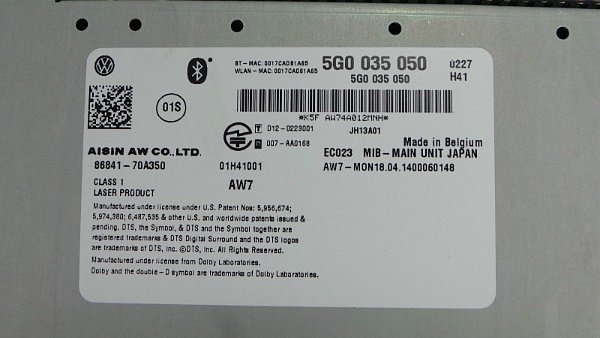 BT - MAC: 0017CAD81A65
WLAN - MAC: 0017CAD81A65
5G0 035 050
0227
5G0 035 050
H41
01S
*K5F AW74A012MNH*
T 012-0223001
JH13A01
007-AA0168
Made in Belgium
AISIN AW CO., LTD.
EC023 MIB-MAIN UNIT JAPAN
86841-70A350
01H41001
AW7-MON18.04.1400060148
CLASS 1
LASER PRODUCT
AW7
Manufactured under license under U.S. Patent Nos: 5,956,674;
5,974,380; 6,487,535 & other U.S. and worldwide patents issued &
pending. DTS, the Symbol, & DTS and the Symbol together are
registered trademarks & DTS Digital Surround and the DTS logos
are trademarks of DTS, Inc. ©DTS, Inc. All Rights Reserved.
Manufactured under license from Dolby Laboratories.
Dolby and the double-D symbol are trademarks of Dolby Laboratories.